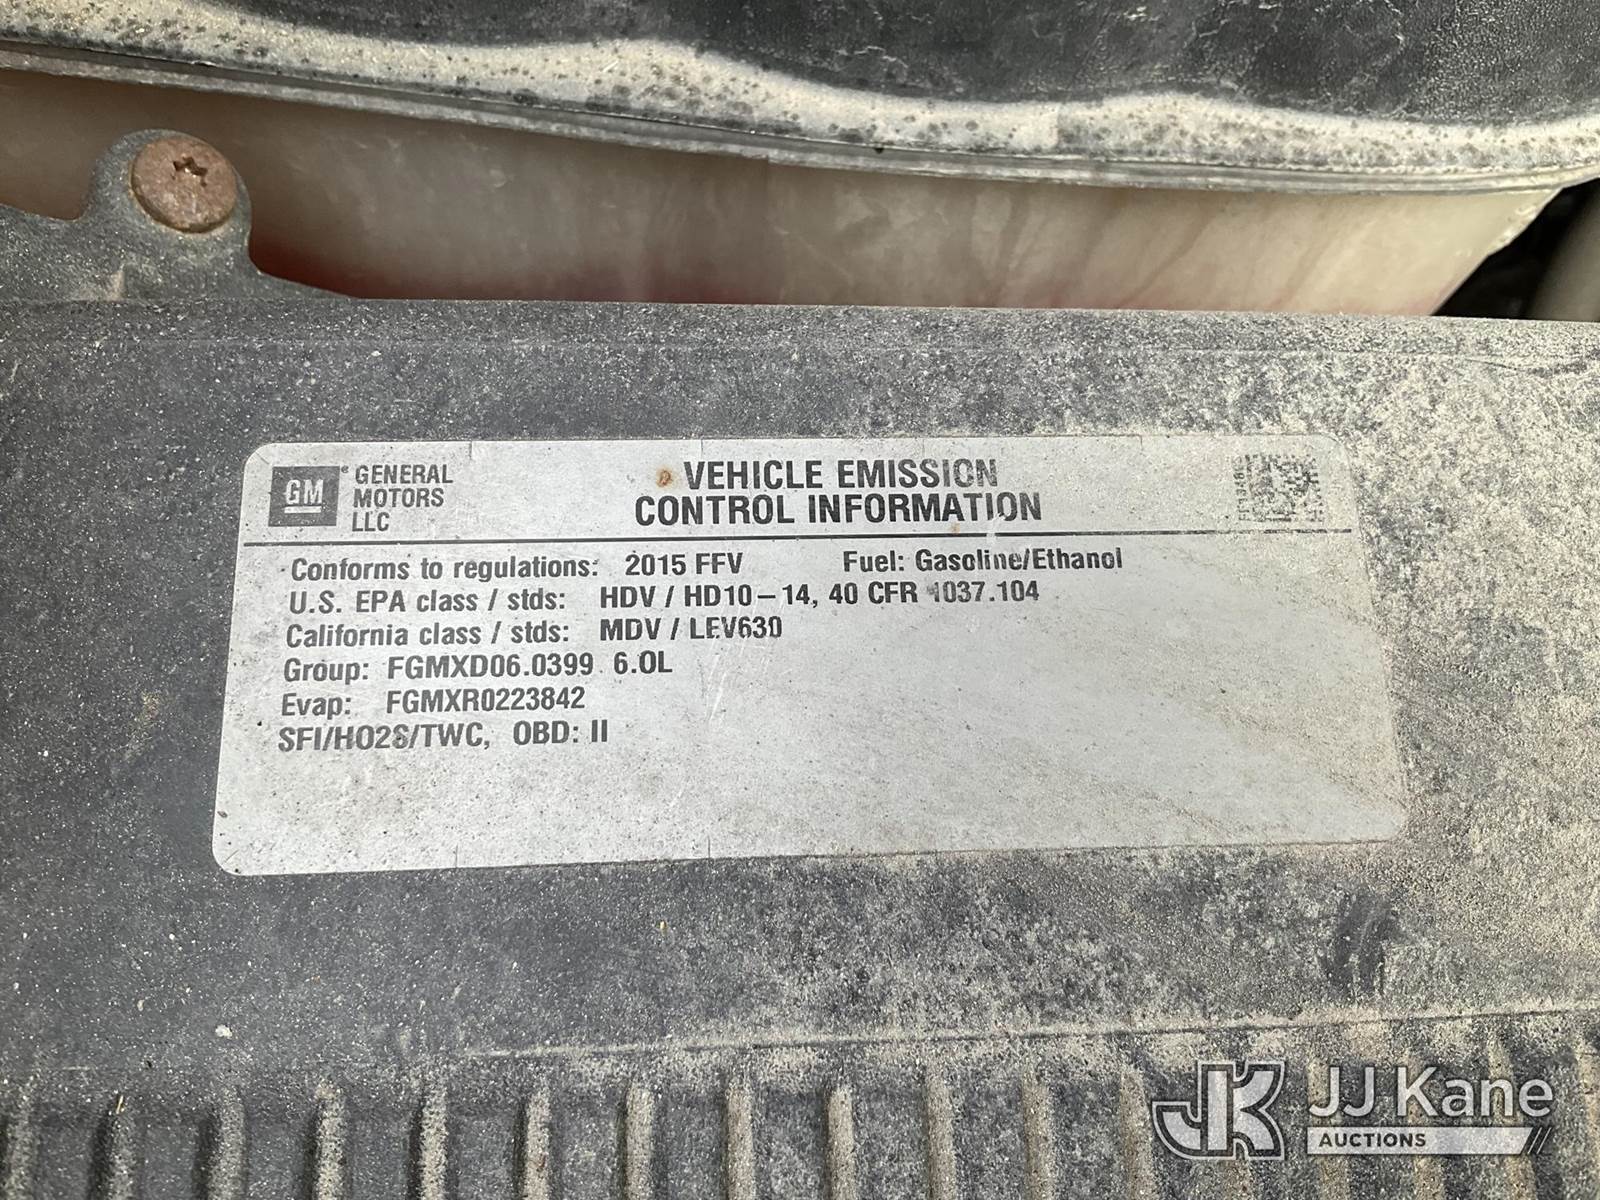 GM
GENERAL
MOTORS
LLC
VEHICLE EMISSION
CONTROL INFORMATION
Conforms to regulations: 2015 FFV Fuel: Gasoline/Ethanol
U.S. EPA class / stds: HDV / HD10-14, 40 CFR 1037.104
California class / stds: MDV / LEV630
Group: FGMXD06.0399 6.0L
Evap: FGMXR0223842
SFI/HO2S/TWC, OBD: II
JK JJ Kane
AUCTIONS